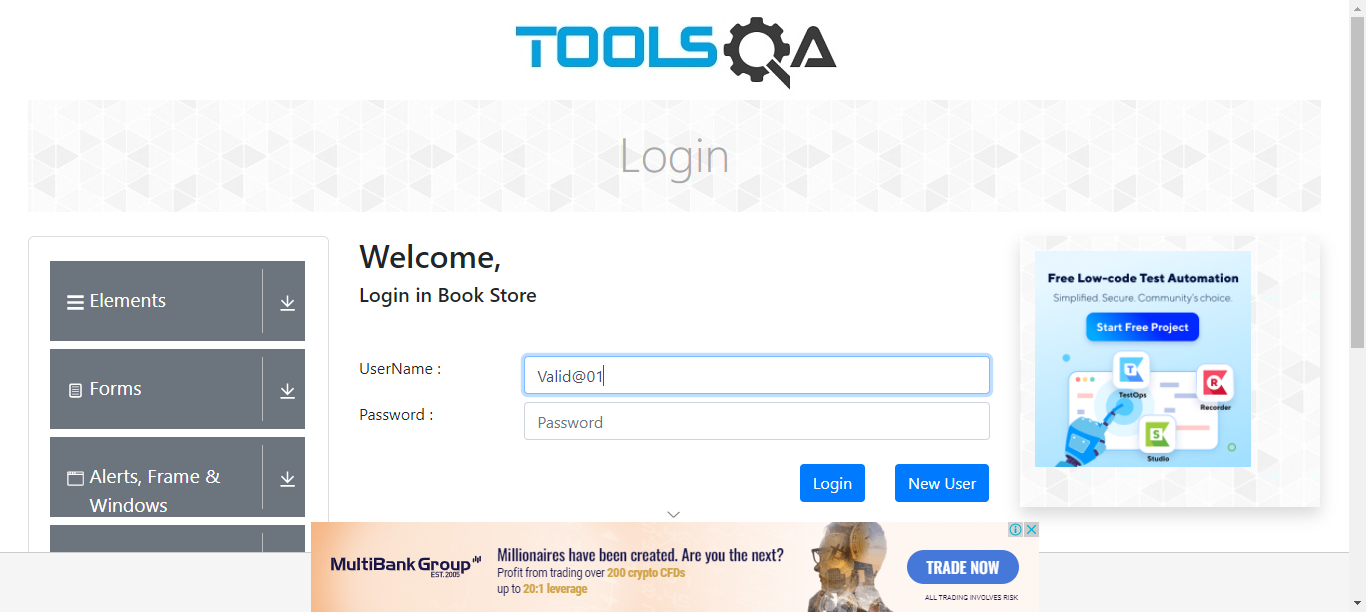 TOOLSQA
Login
Elements
Forms
Alerts, Frame &
Windows
Welcome,
Login in Book Store
UserName :
Valid@01
Password :
Password
Login
New User
Free Low-code Test Automation
Simplified. Secure. Community's choice.
Start Free Project
TestOps
Recorder
Studio
MultiBank Group
EST.2005
Millionaires have been created. Are you the next?
Profit from trading over 200 crypto CFDs
up to 20:1 leverage
TRADE NOW
ALL TRADING INVOLVES RISK